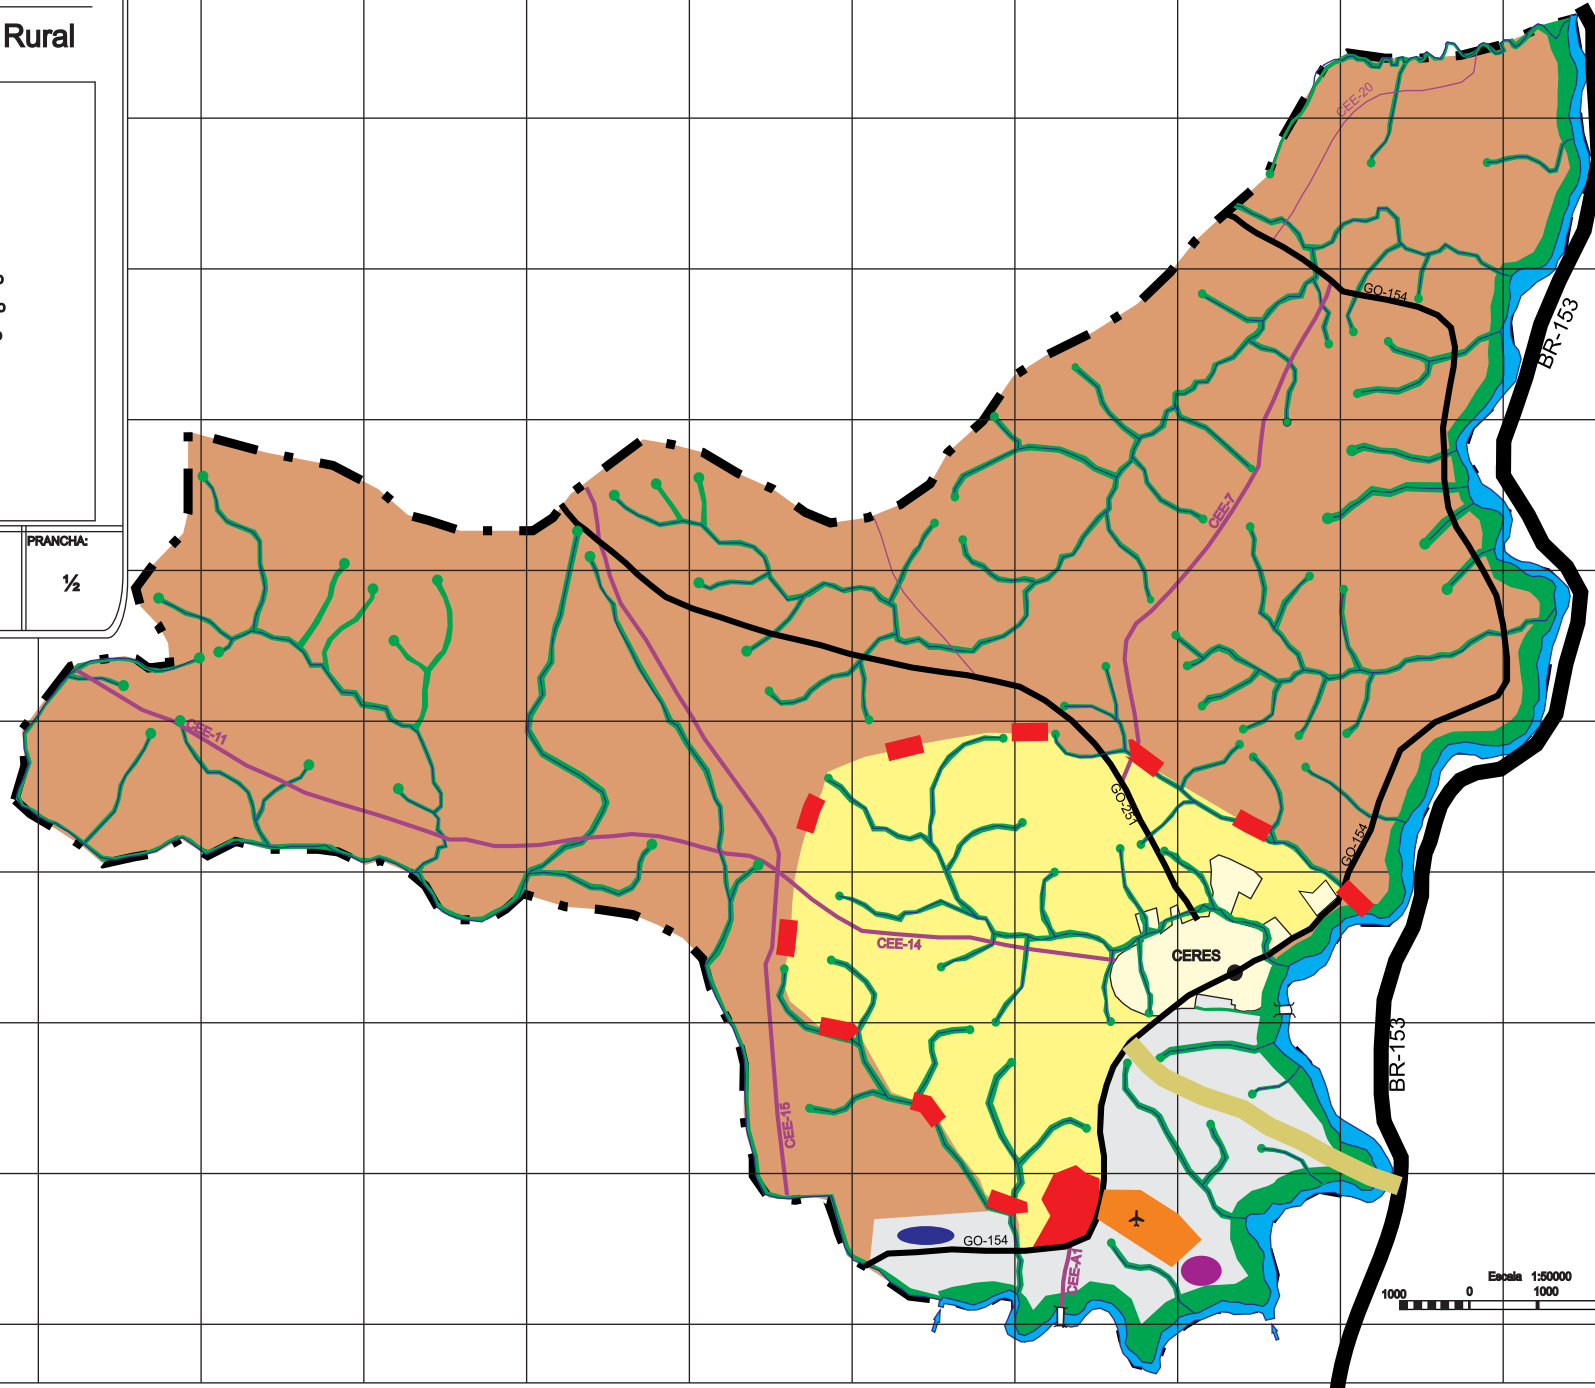 Rural
PRANCHA:
½
CEE-20
GO-154
BR-153
CEE-7
CEE-11
GO-251
GO-154
CEE-14
CERES
BR-153
CEE-15
GO-154
CEE-A1
Escala 1:50000
1000 0 1000